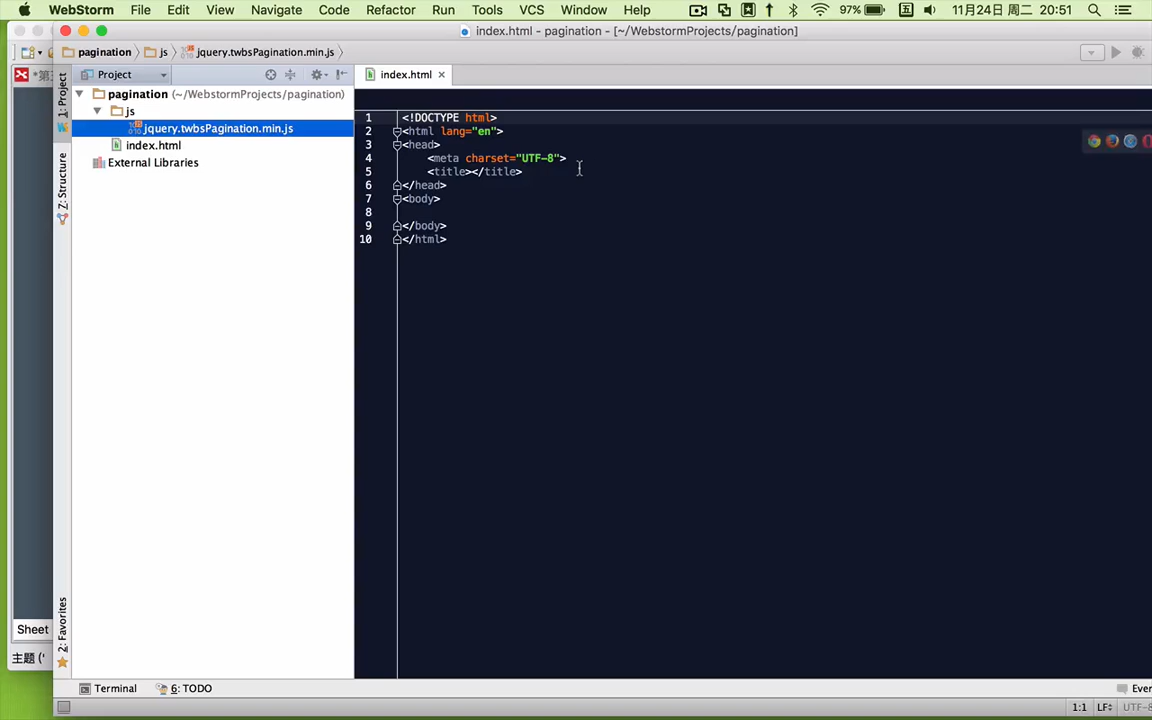 WebStorm File Edit View Navigate Code Refactor Run Tools VCS Window Help 97% 五 11月24日 周二 20:51
index.html - pagination - [~/WebstormProjects/pagination]
pagination js jquery.twbsPagination.min.js
Project index.html
1: Project
Z: Structure
2: Favorites
pagination (~/WebstormProjects/pagination)
js
jquery.twbsPagination.min.js
index.html
External Libraries
1 <!DOCTYPE html>
2 <html lang="en">
3 <head>
4 <meta charset="UTF-8">
5 <title></title>
6 </head>
7 <body>
8
9 </body>
10 </html>
Sheet
主题 ('
Terminal 6: TODO
1:1 LF UTF-8